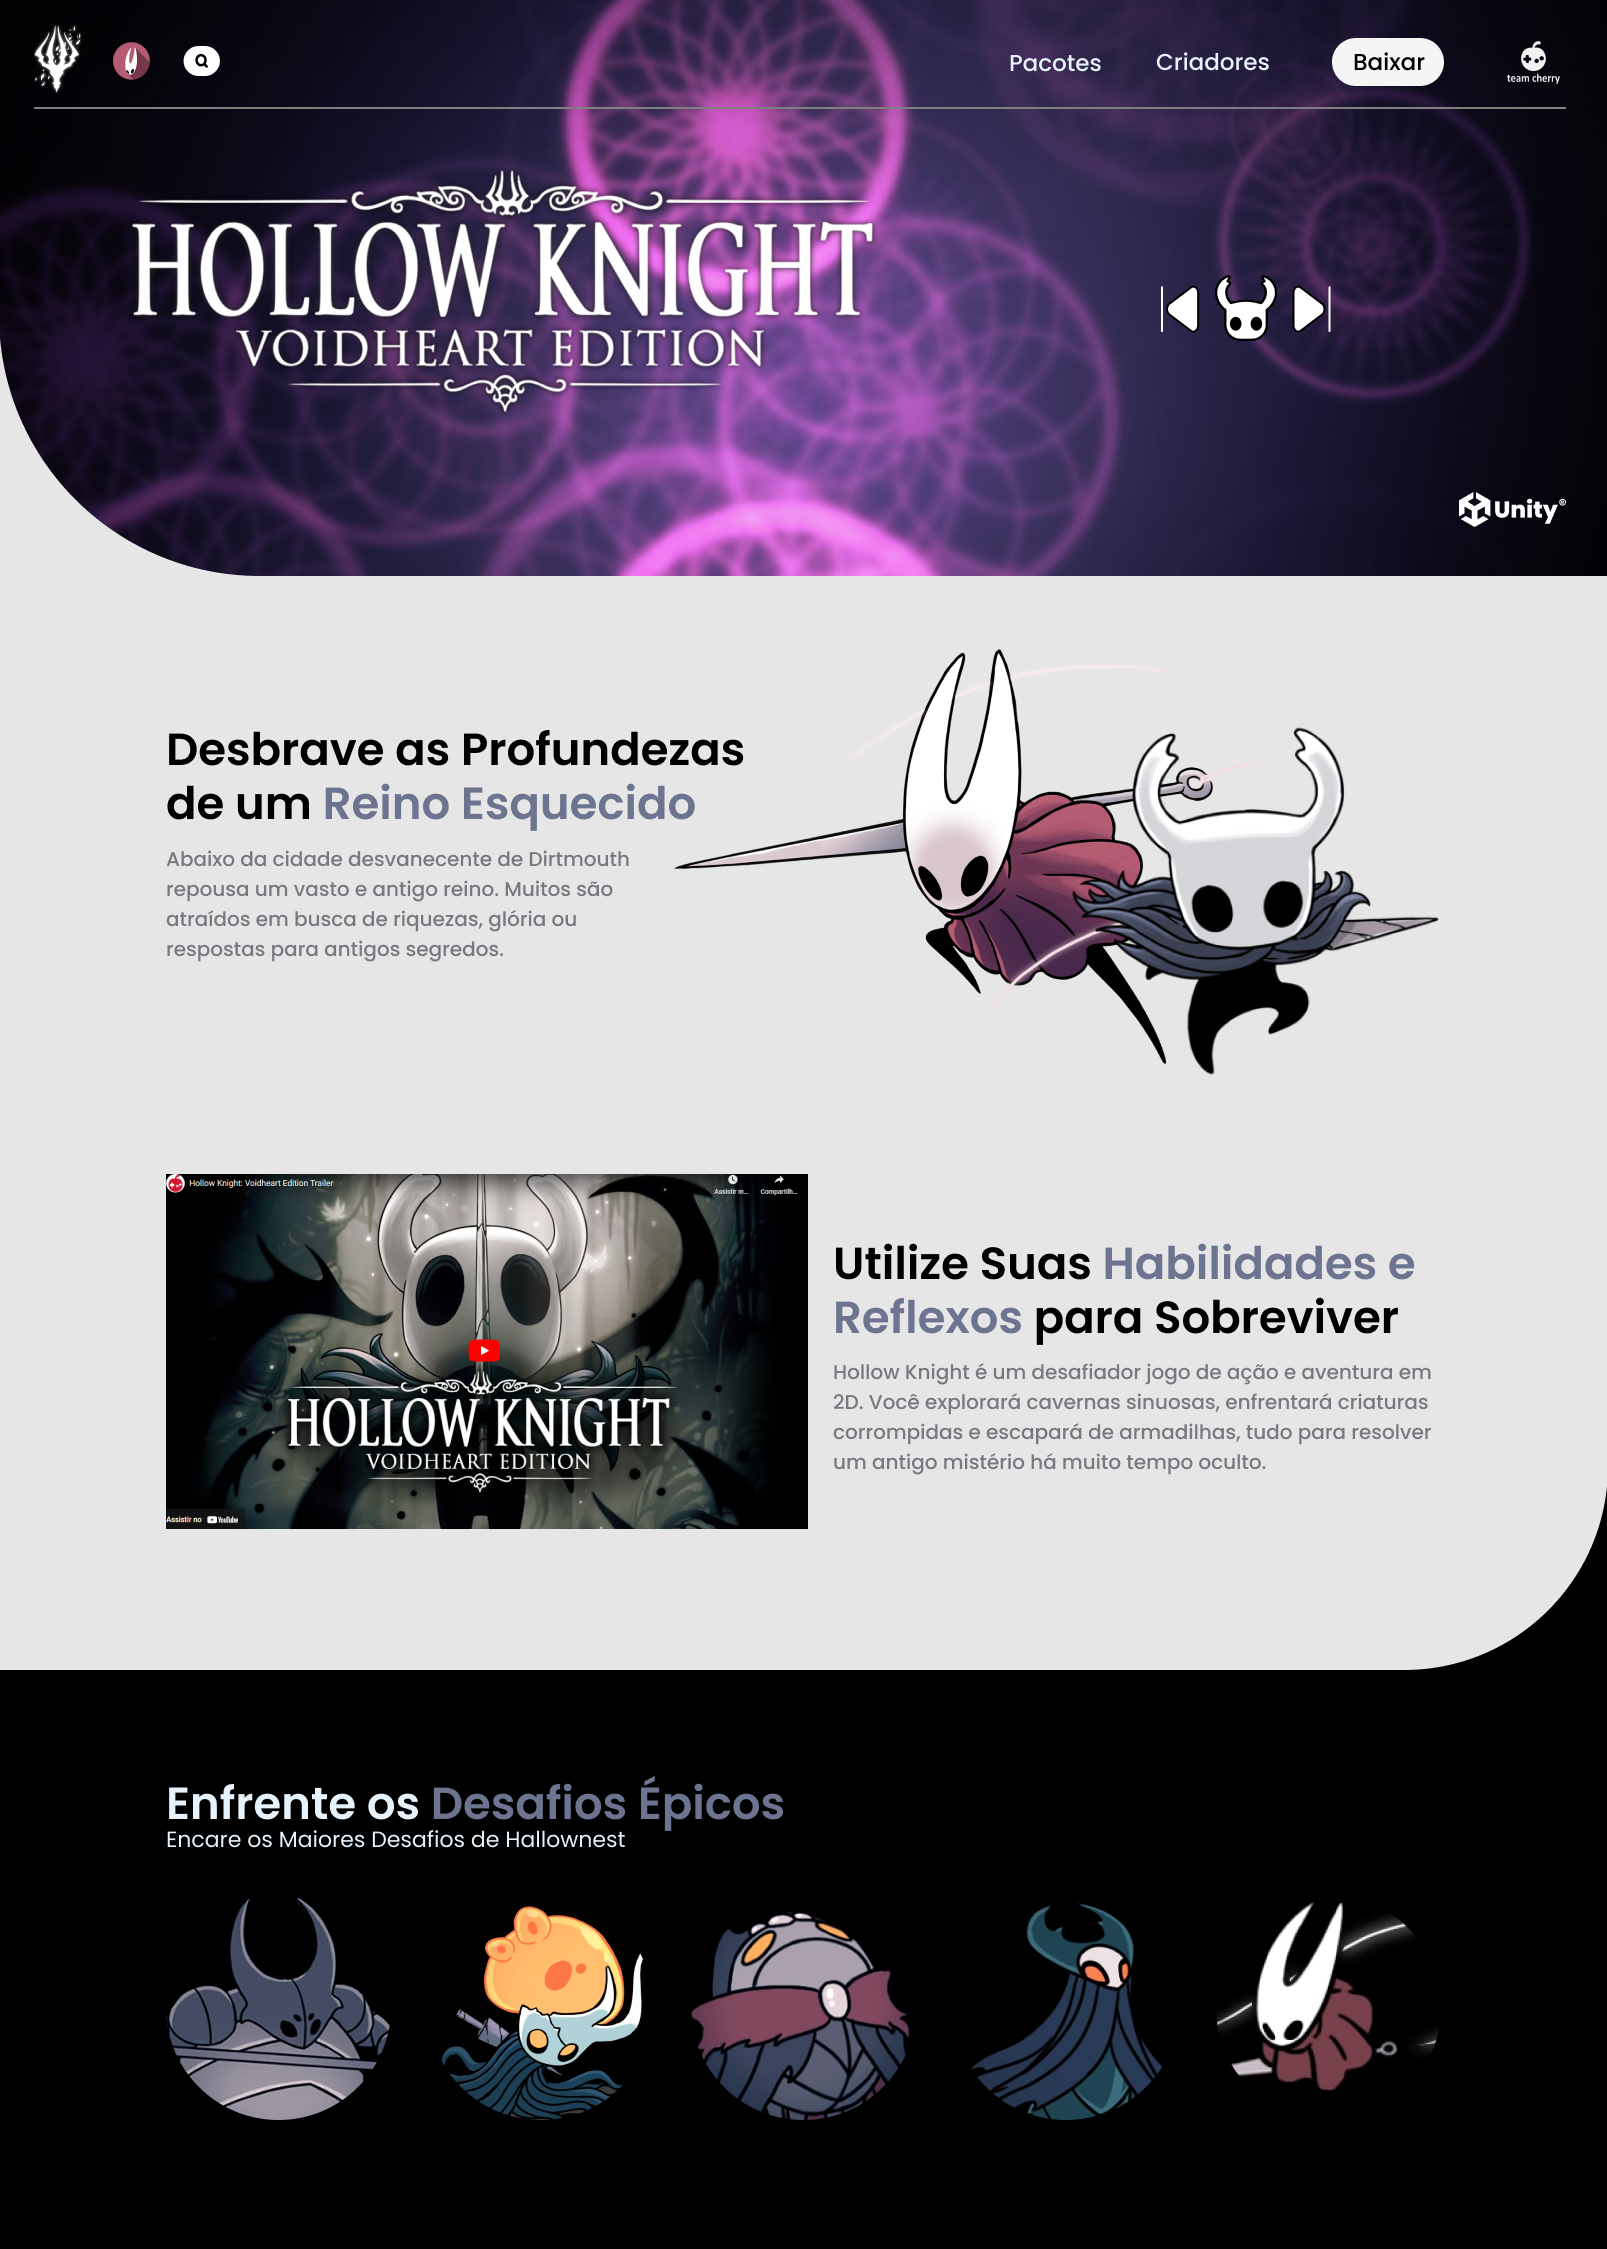 Pacotes
Criadores
Baixar
team cherry
HOLLOW KNIGHT
VOIDHEART EDITION
Unity®
Desbrave as Profundezas
de um Reino Esquecido
Abaixo da cidade desvanecente de Dirtmouth
repousa um vasto e antigo reino. Muitos são
atraídos em busca de riquezas, glória ou
respostas para antigos segredos.
Hollow Knight: Voidheart Edition Trailer
Assistir m...
Compartilh...
HOLLOW KNIGHT
VOIDHEART EDITION
Assistir no YouTube
Utilize Suas Habilidades e
Reflexos para Sobreviver
Hollow Knight é um desafiador jogo de ação e aventura em
2D. Você explorará cavernas sinuosas, enfrentará criaturas
corrompidas e escapará de armadilhas, tudo para resolver
um antigo mistério há muito tempo oculto.
Enfrente os Desafios Épicos
Encare os Maiores Desafios de Hallownest